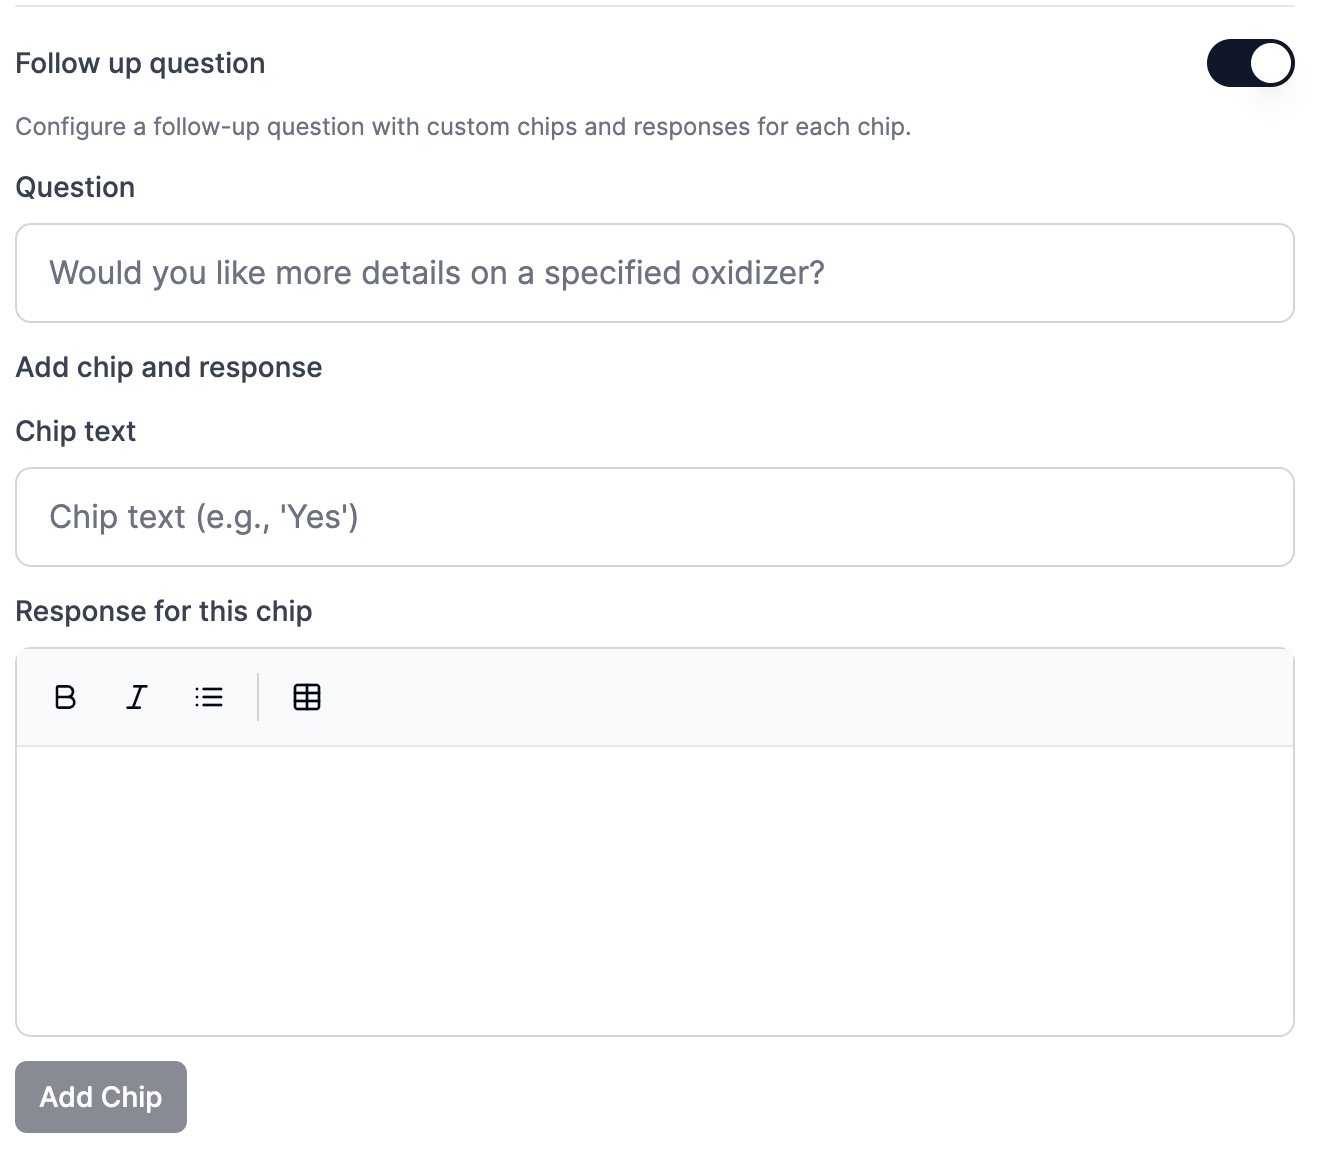 Follow up question
Configure a follow-up question with custom chips and responses for each chip.
Question
Would you like more details on a specified oxidizer?
Add chip and response
Chip text
Chip text (e.g., 'Yes')
Response for this chip
B I
Add Chip